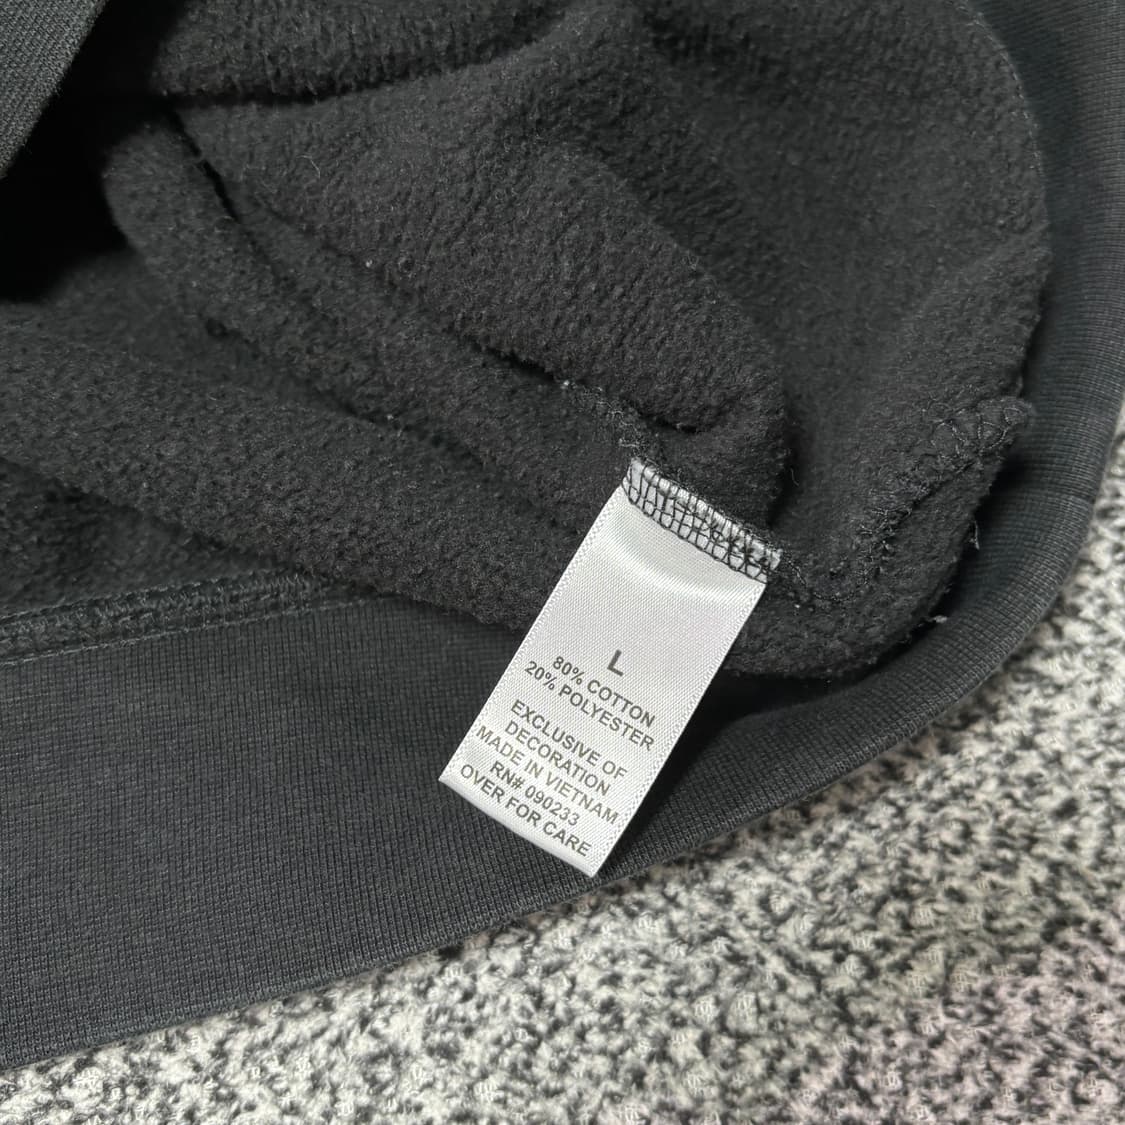 L
80% COTTON
20% POLYESTER
EXCLUSIVE OF
DECORATION
MADE IN VIETNAM
RN# 090233
OVER FOR CARE